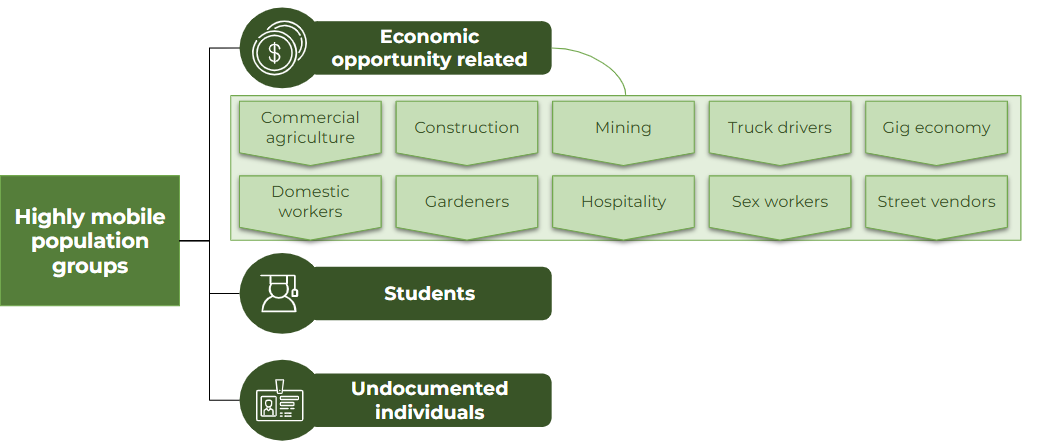 Economic
opportunity related
Commercial
agriculture
Construction
Mining
Truck drivers
Gig economy
Domestic
workers
Gardeners
Hospitality
Sex workers
Street vendors
Highly mobile
population
groups
Students
Undocumented
individuals